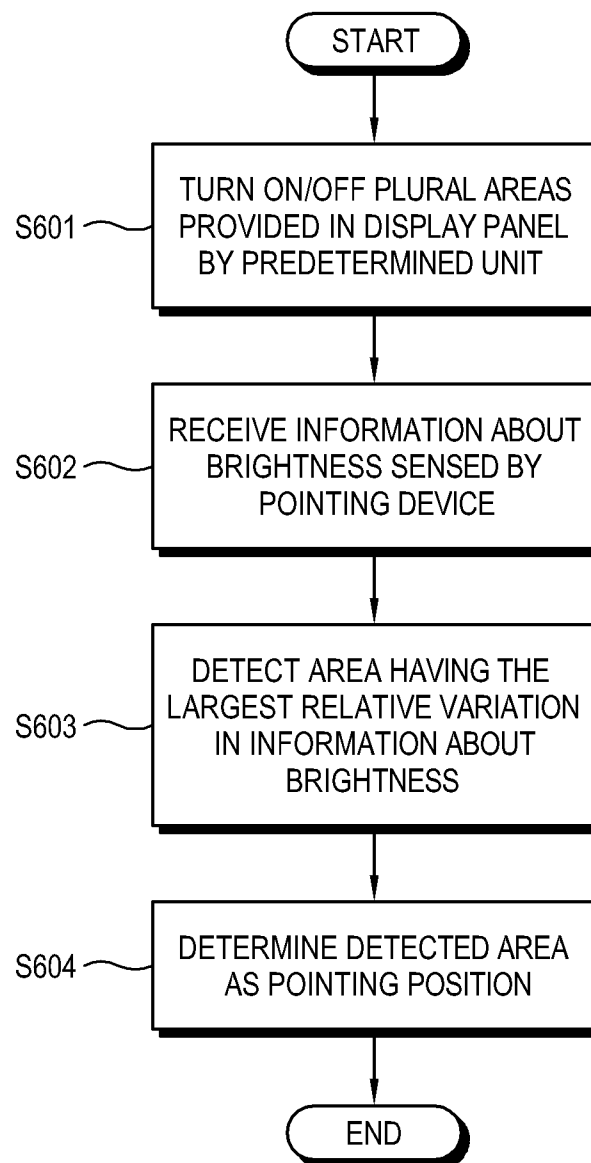 START
S601
TURN ON/OFF PLURAL AREAS
PROVIDED IN DISPLAY PANEL
BY PREDETERMINED UNIT
S602
RECEIVE INFORMATION ABOUT
BRIGHTNESS SENSED BY
POINTING DEVICE
S603
DETECT AREA HAVING THE
LARGEST RELATIVE VARIATION
IN INFORMATION ABOUT
BRIGHTNESS
S604
DETERMINE DETECTED AREA
AS POINTING POSITION
END